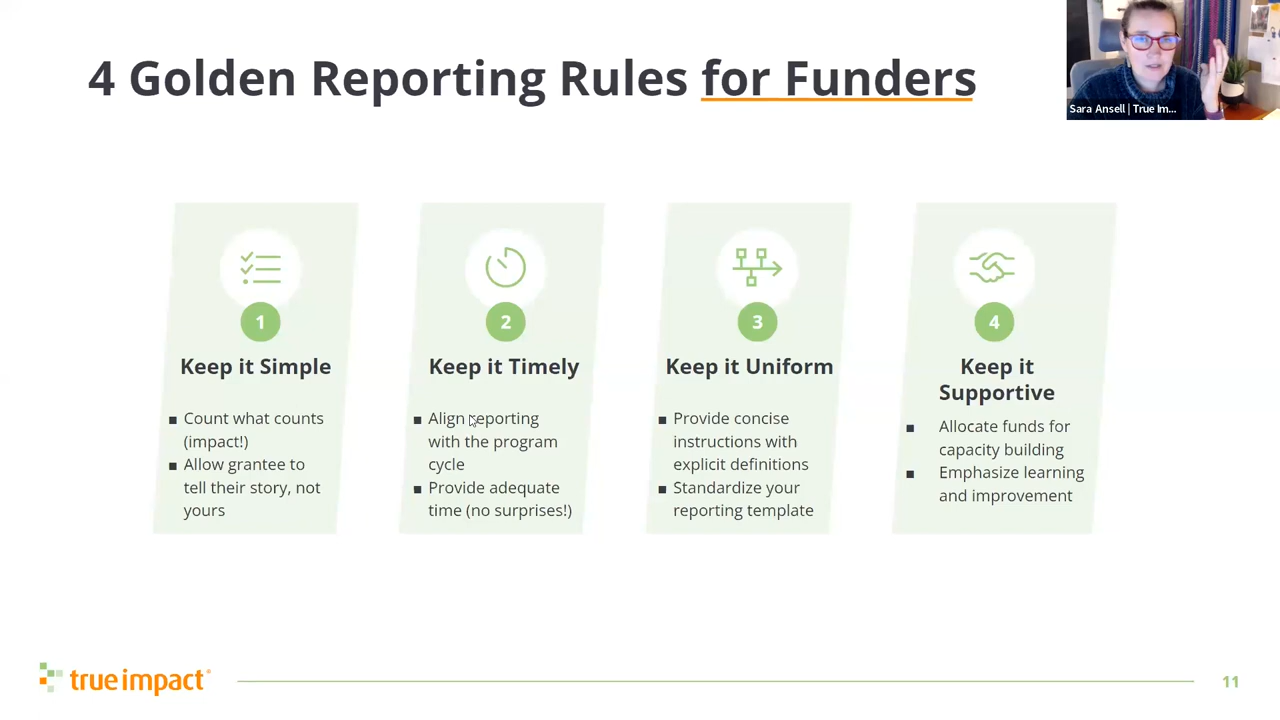 4 Golden Reporting Rules for Funders
Sara Ansell | True Im...
1
Keep it Simple
■ Count what counts
(impact!)
■ Allow grantee to
tell their story, not
yours
2
Keep it Timely
■ Align reporting
with the program
cycle
■ Provide adequate
time (no surprises!)
3
Keep it Uniform
■ Provide concise
instructions with
explicit definitions
■ Standardize your
reporting template
4
Keep it
Supportive
■ Allocate funds for
capacity building
■ Emphasize learning
and improvement
true impact®
11